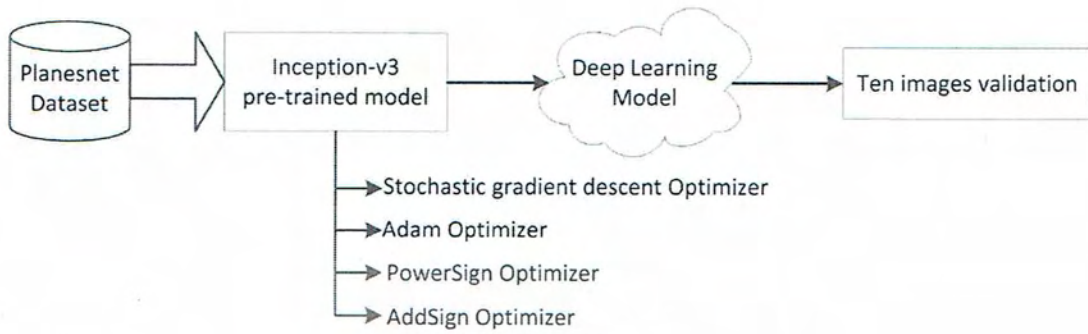 Planesnet
Dataset
Inception-v3
pre-trained model
Deep Learning
Model
Ten images validation
Stochastic gradient descent Optimizer
Adam Optimizer
PowerSign Optimizer
AddSign Optimizer